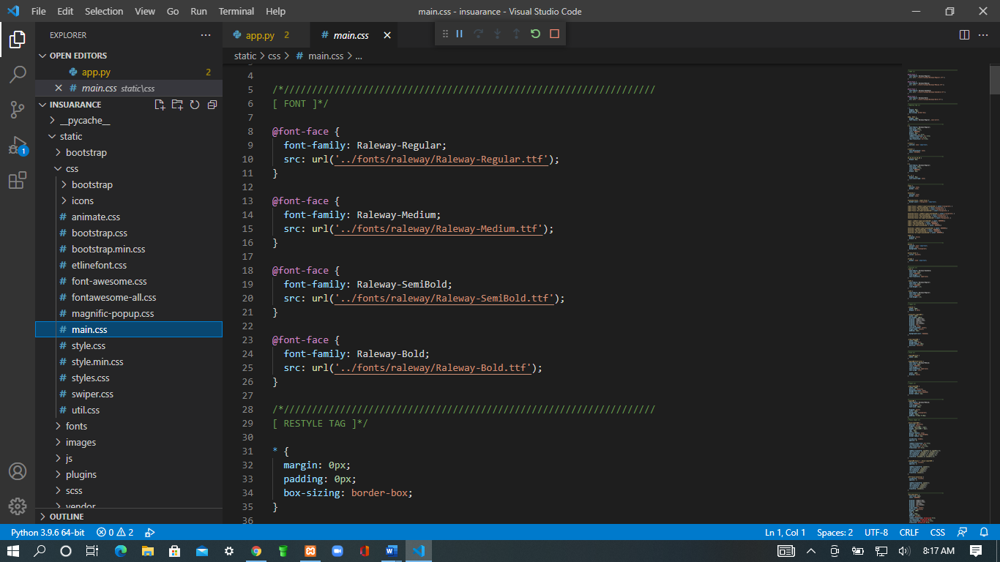 File Edit Selection View Go Run Terminal Help
main.css - insuarance - Visual Studio Code
EXPLORER
OPEN EDITORS
app.py 2
main.css static\css
INSUARANCE
__pycache__
static
bootstrap
css
bootstrap
icons
animate.css
bootstrap.css
bootstrap.min.css
etlinefont.css
font-awesome.css
fontawesome-all.css
magnific-popup.css
main.css
style.css
style.min.css
styles.css
swiper.css
util.css
fonts
images
js
plugins
scss
vendor
OUTLINE
1
app.py 2
# main.css
static > css > # main.css > ...
4
5 /*//////////////////////////////////////////////////////////////////
6 [ FONT ]*/
7
8 @font-face {
9 font-family: Raleway-Regular;
10 src: url('../fonts/raleway/Raleway-Regular.ttf');
11 }
12
13 @font-face {
14 font-family: Raleway-Medium;
15 src: url('../fonts/raleway/Raleway-Medium.ttf');
16 }
17
18 @font-face {
19 font-family: Raleway-SemiBold;
20 src: url('../fonts/raleway/Raleway-SemiBold.ttf');
21 }
22
23 @font-face {
24 font-family: Raleway-Bold;
25 src: url('../fonts/raleway/Raleway-Bold.ttf');
26 }
27
28 /*//////////////////////////////////////////////////////////////////
29 [ RESTYLE TAG ]*/
30
31 * {
32 margin: 0px;
33 padding: 0px;
34 box-sizing: border-box;
35 }
36
Python 3.9.6 64-bit 0 2
Ln 1, Col 1 Spaces: 2 UTF-8 CRLF CSS
8:17 AM